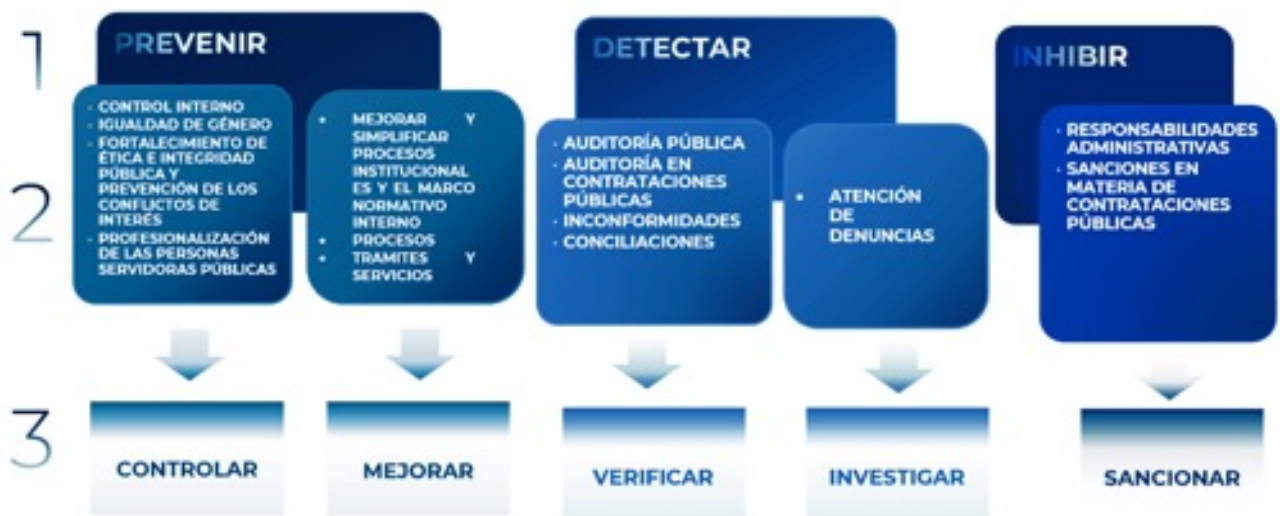 1
PREVENIR
DETECTAR
INHIBIR
2
· CONTROL INTERNO
· IGUALDAD DE GÉNERO
· FORTALECIMIENTO DE
ÉTICA E INTEGRIDAD
PÚBLICA Y
PREVENCIÓN DE LOS
CONFLICTOS DE
INTERÉS
· PROFESIONALIZACIÓN
DE LAS PERSONAS
SERVIDORAS PÚBLICAS
• MEJORAR Y
SIMPLIFICAR
PROCESOS
INSTITUCIONAL
ES Y EL MARCO
NORMATIVO
INTERNO
• PROCESOS
• TRAMITES Y
SERVICIOS
· AUDITORÍA PÚBLICA
· AUDITORÍA EN
CONTRATACIONES
PÚBLICAS
· INCONFORMIDADES
· CONCILIACIONES
• ATENCIÓN
DE
DENUNCIAS
· RESPONSABILIDADES
ADMINISTRATIVAS
· SANCIONES EN
MATERIA DE
CONTRATACIONES
PÚBLICAS
3
CONTROLAR
MEJORAR
VERIFICAR
INVESTIGAR
SANCIONAR